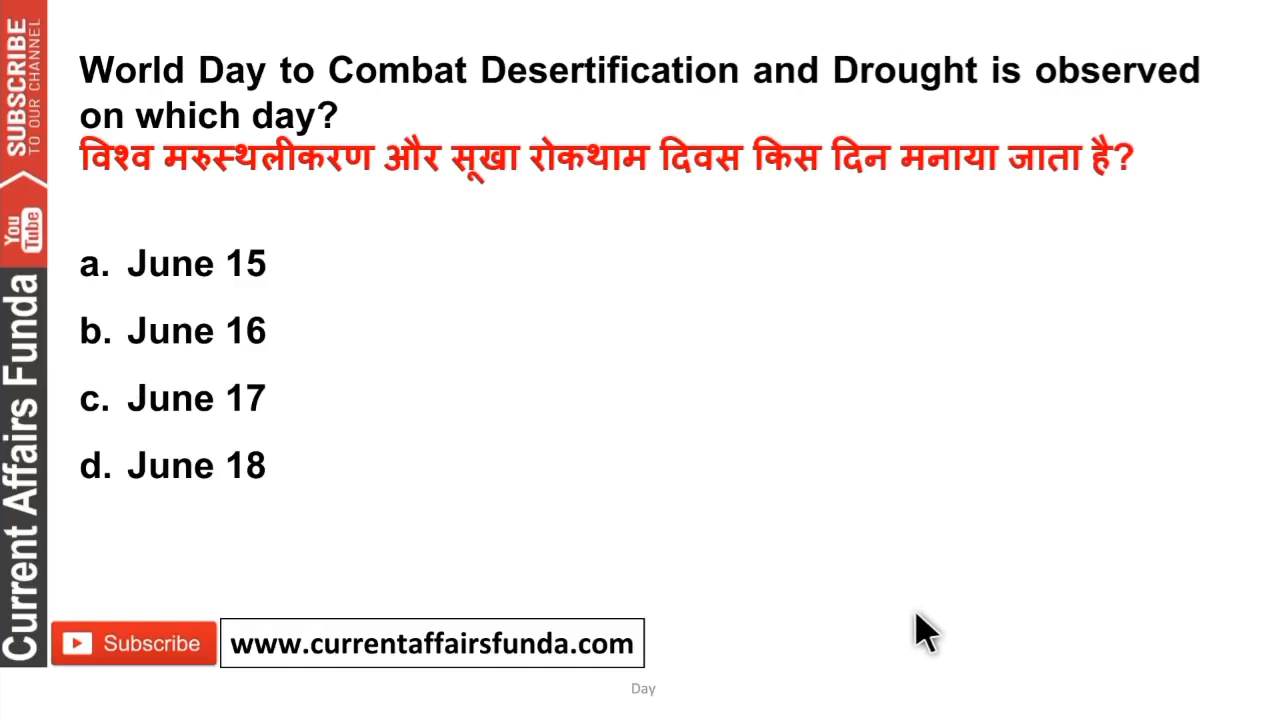 World Day to Combat Desertification and Drought is observed
on which day?
विश्व मरुस्थलीकरण और सूखा रोकथाम दिवस किस दिन मनाया जाता है?
a. June 15
b. June 16
c. June 17
d. June 18
SUBSCRIBE
TO OUR CHANNEL
You
Tube
Current Affairs Funda
Subscribe
www.currentaffairsfunda.com
Day